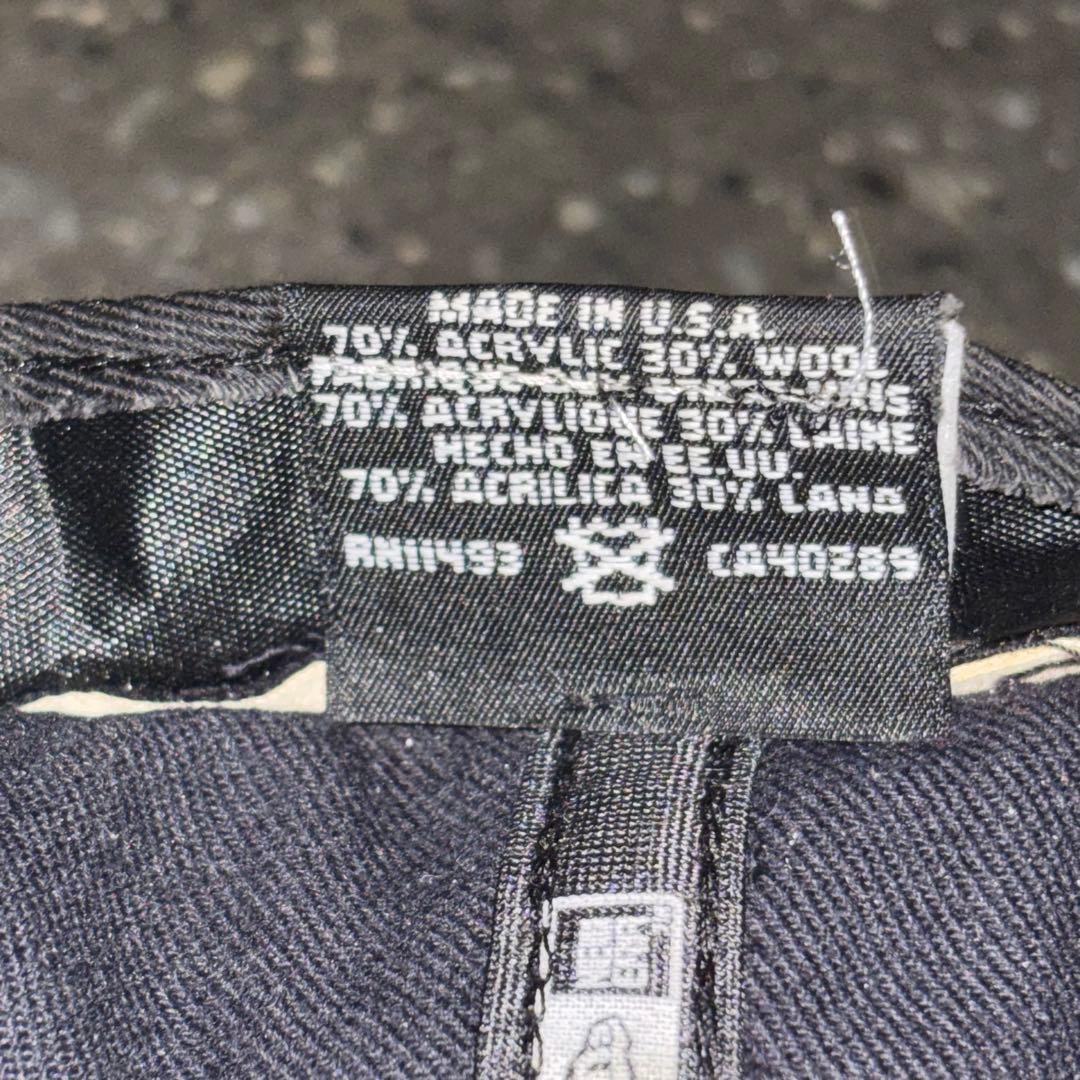 MADE IN U.S.A.
70% ACRYLIC 30% WOOL
70% ACRYLIQUE 30% LAINE
HECHO EN EE.UU.
70% ACRILICA 30% LANA
RN11493 CA40289
ERA